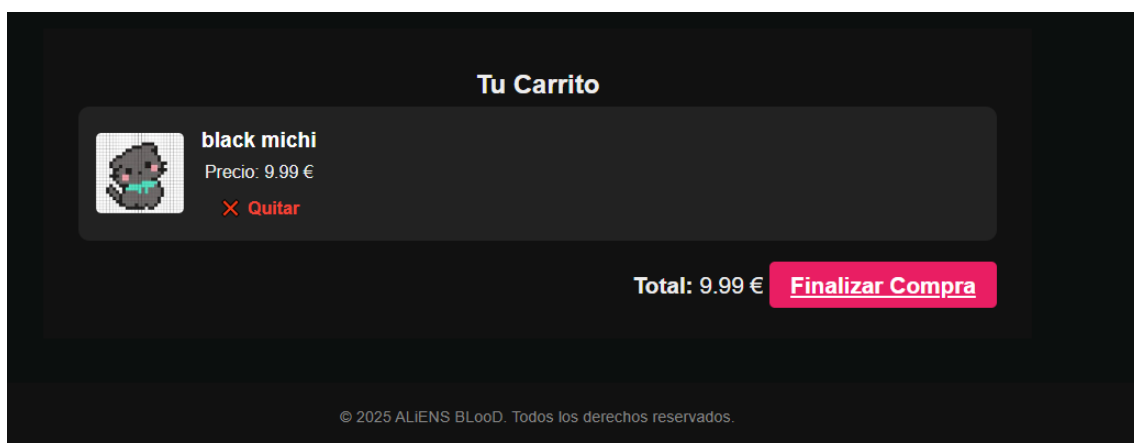 Tu Carrito
black michi
Precio: 9.99 €
❌ Quitar
Total: 9.99 € Finalizar Compra
© 2025 ALiENS BLooD. Todos los derechos reservados.